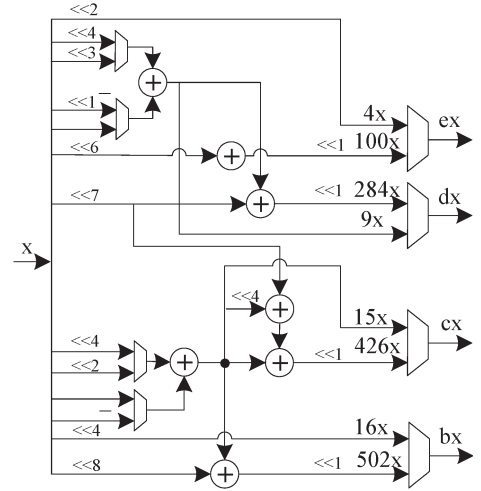 <<2
<<4
<<3
+
<<1 −
4x
ex
<<6
+
<<1 100x
<<7
+
<<1 284x
dx
9x
x
<<4
+
15x
cx
<<4
<<2
+
+
<<1 426x
−
<<4
16x
bx
<<8
+
<<1 502x